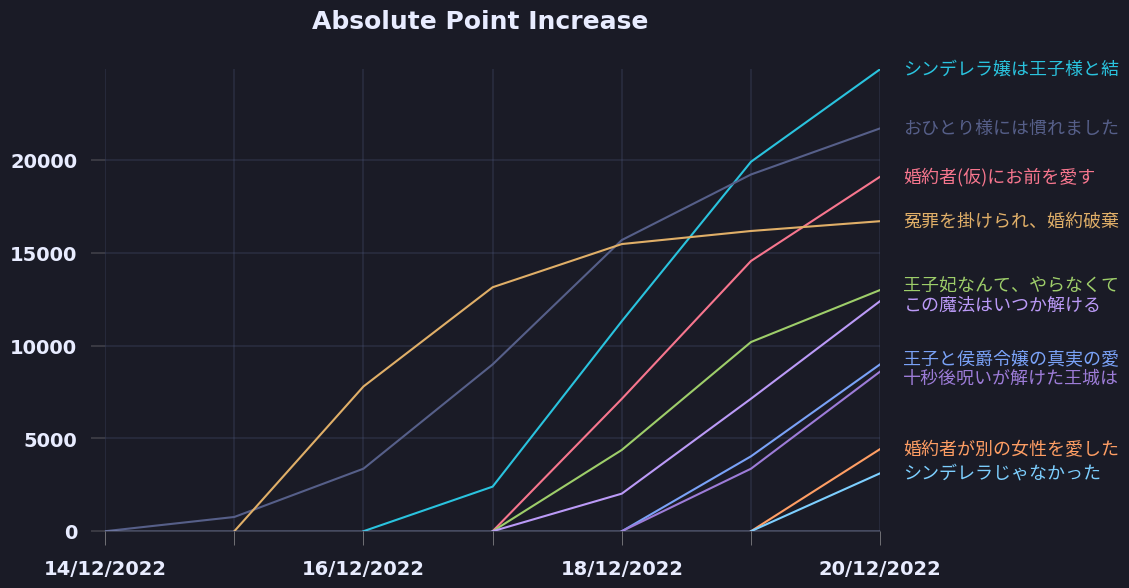 Absolute Point Increase
シンデレラ嬢は王子様と結
おひとり様には慣れました
20000
婚約者(仮)にお前を愛す
冤罪を掛けられ、婚約破棄
15000
王子妃なんて、やらなくて
この魔法はいつか解ける
10000
王子と侯爵令嬢の真実の愛
十秒後呪いが解けた王城は
5000
婚約者が別の女性を愛した
シンデレラじゃなかった
0
14/12/2022
16/12/2022
18/12/2022
20/12/2022